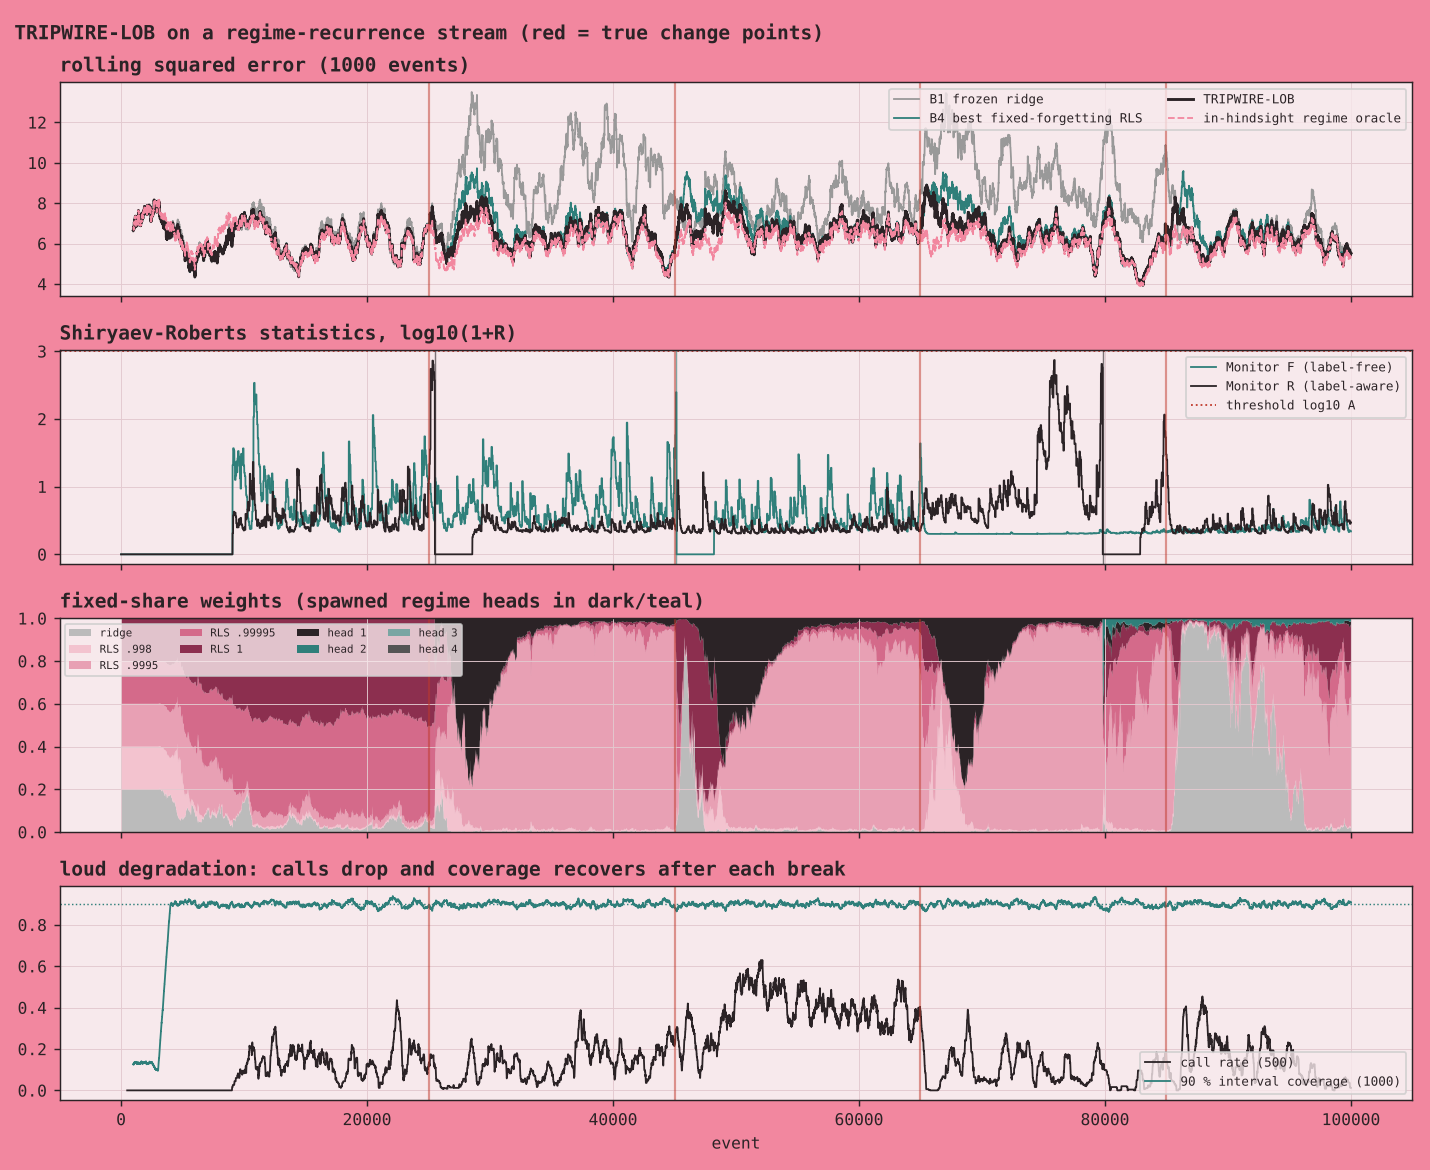 TRIPWIRE-LOB on a regime-recurrence stream (red = true change points)
rolling squared error (1000 events)
B1 frozen ridge
TRIPWIRE-LOB
B4 best fixed-forgetting RLS
in-hindsight regime oracle
12
10
8
6
4
Shiryaev-Roberts statistics, log10(1+R)
Monitor F (label-free)
Monitor R (label-aware)
threshold log10 A
3
2
1
0
fixed-share weights (spawned regime heads in dark/teal)
ridge
RLS .99995
head 1
head 3
RLS .998
RLS 1
head 2
head 4
RLS .9995
1.0
0.8
0.6
0.4
0.2
0.0
loud degradation: calls drop and coverage recovers after each break
0.8
0.6
0.4
0.2
0.0
call rate (500)
90 % interval coverage (1000)
0 20000 40000 60000 80000 100000
event